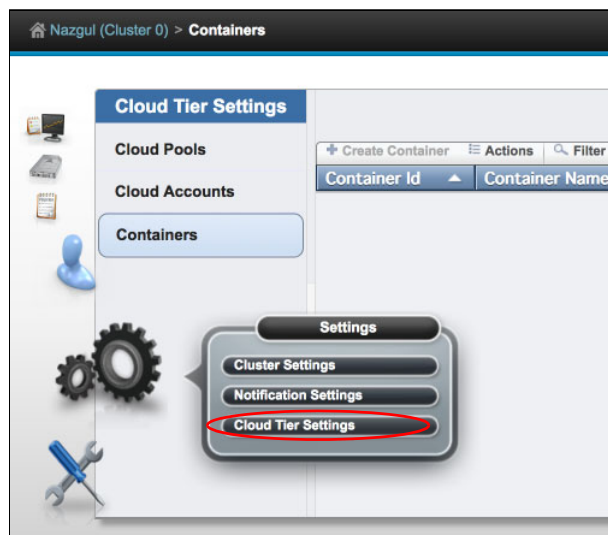 Nazgul (Cluster 0) > Containers
Cloud Tier Settings
Cloud Pools
Cloud Accounts
Containers
Create Container Actions Filter
Container Id Container Name
Settings
Cluster Settings
Notification Settings
Cloud Tier Settings